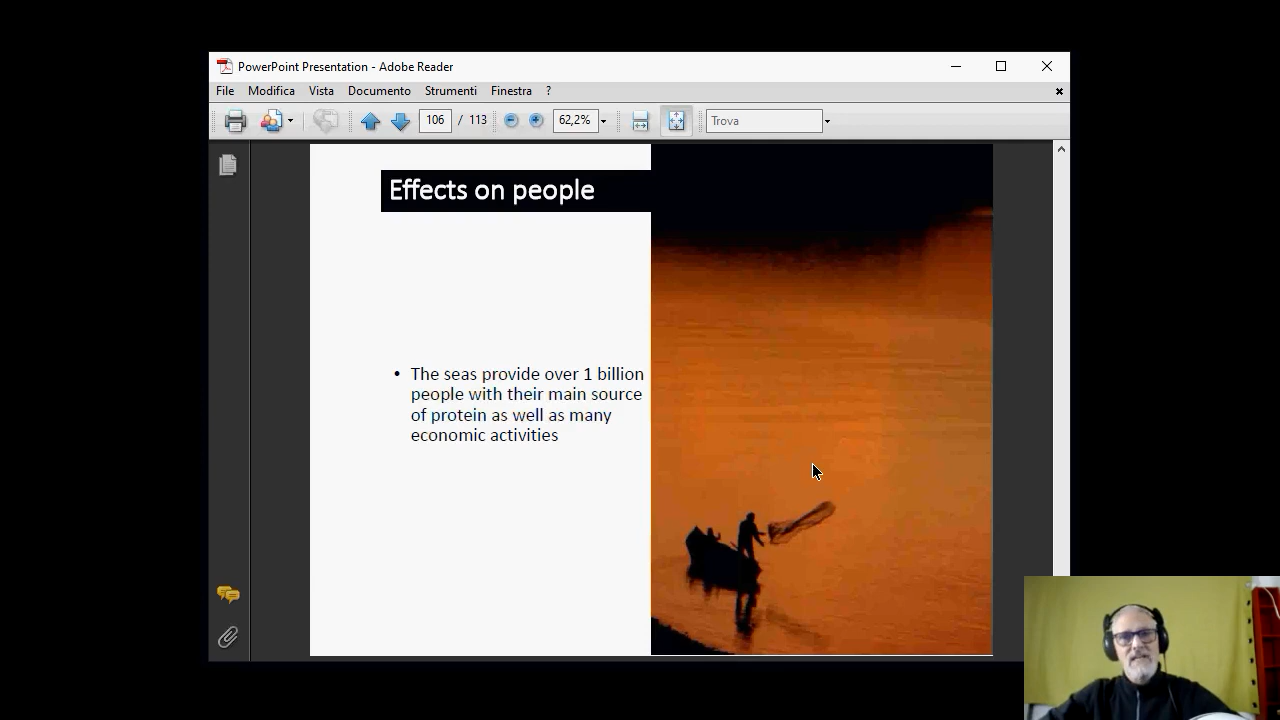 PowerPoint Presentation - Adobe Reader
File Modifica Vista Documento Strumenti Finestra ?
106 / 113 62,2% Trova
Effects on people
• The seas provide over 1 billion
people with their main source
of protein as well as many
economic activities